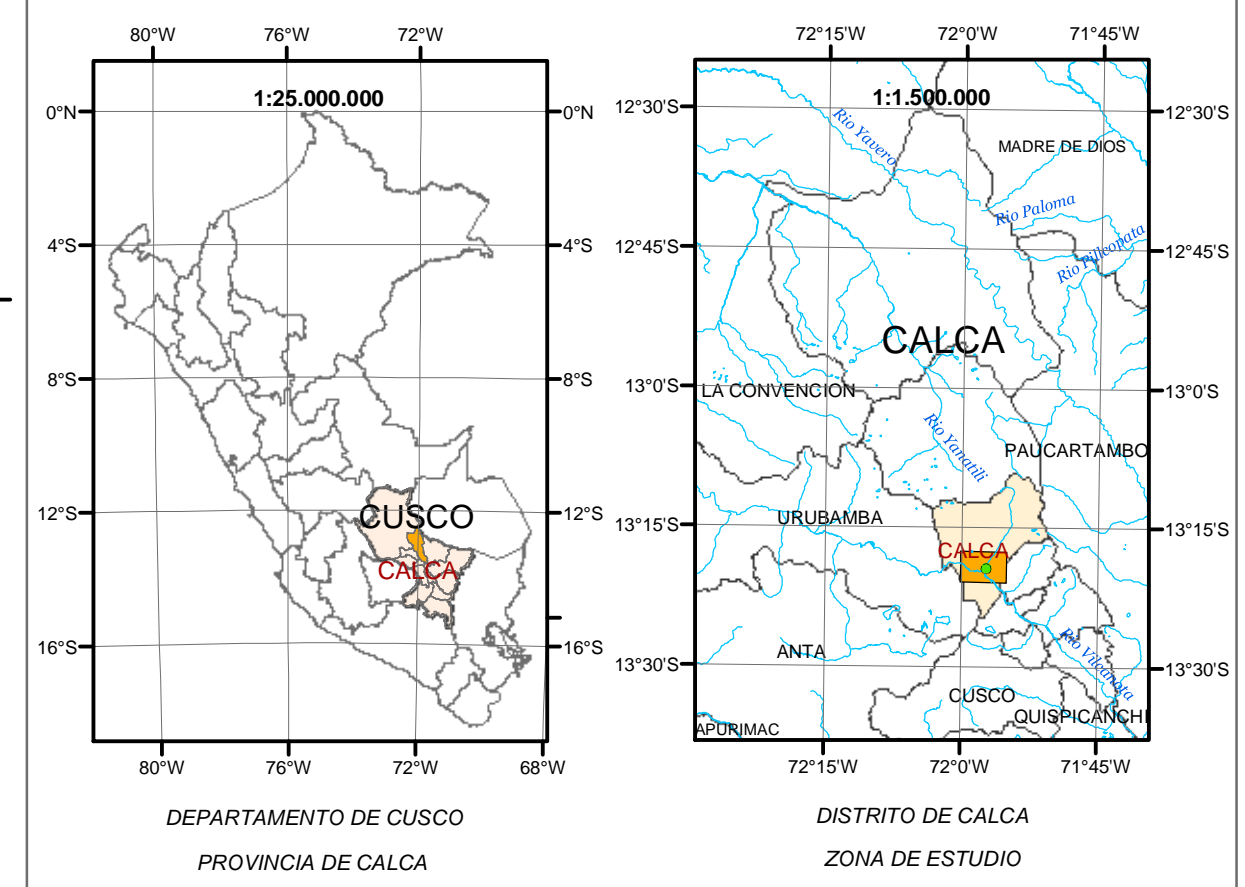 80°W 76°W 72°W
1:25.000.000
0°N 0°N
4°S 4°S
8°S 8°S
12°S 12°S
CUSCO
CALCA
16°S 16°S
80°W 76°W 72°W 68°W
DEPARTAMENTO DE CUSCO
PROVINCIA DE CALCA
72°15'W 72°0'W 71°45'W
1:1.500.000
12°30'S 12°30'S
Rio Yavero
MADRE DE DIOS
Rio Paloma
Rio Pillcopata
12°45'S 12°45'S
CALCA
13°0'S 13°0'S
LA CONVENCION
Rio Yanatili
PAUCARTAMBO
URUBAMBA
13°15'S 13°15'S
CALCA
ANTA
Rio Vilcanota
13°30'S 13°30'S
CUSCO
QUISPICANCHI
APURIMAC
72°15'W 72°0'W 71°45'W
DISTRITO DE CALCA
ZONA DE ESTUDIO